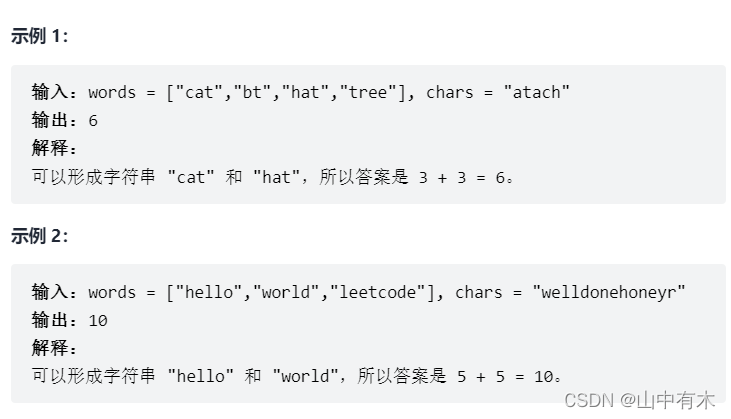 示例 1：
输入：words = ["cat","bt","hat","tree"], chars = "atach"
输出：6
解释：
可以形成字符串 "cat" 和 "hat"，所以答案是 3 + 3 = 6。
示例 2：
输入：words = ["hello","world","leetcode"], chars = "welldonehoneyr"
输出：10
解释：
可以形成字符串 "hello" 和 "world"，所以答案是 5 + 5 = 10。
CSDN @山中有木